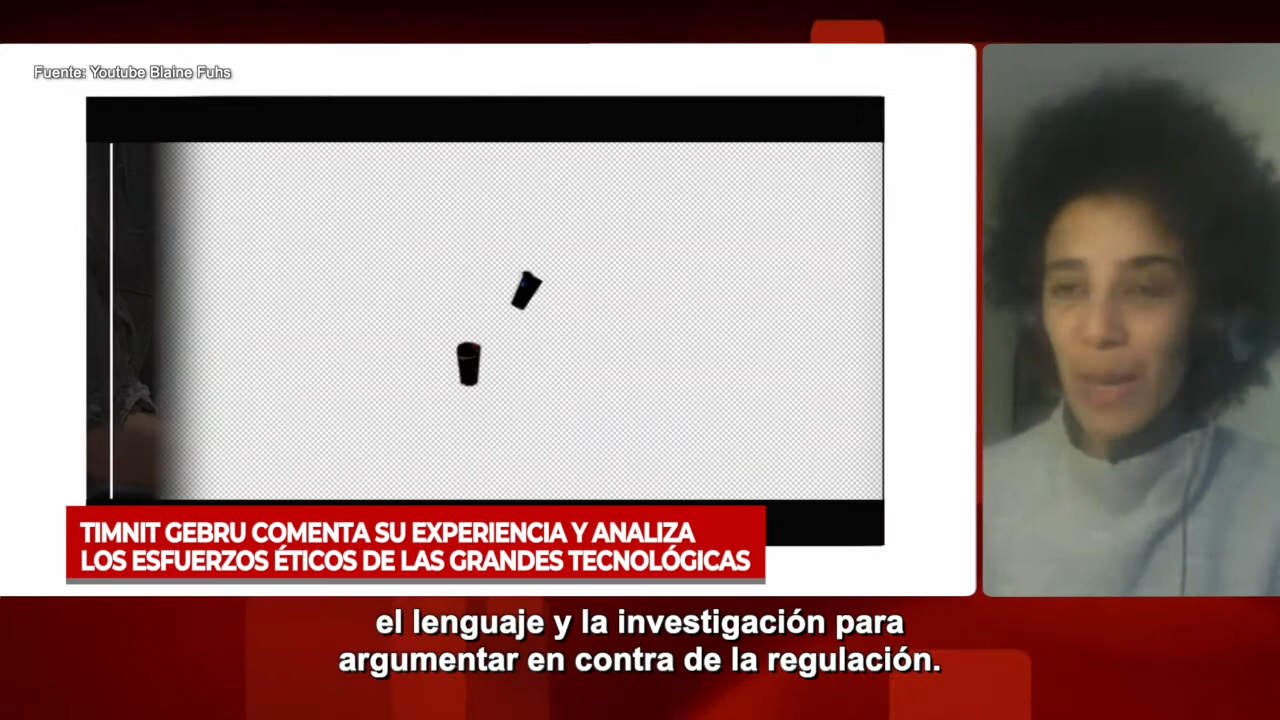 Fuente: Youtube Blaine Fuhs
TIMNIT GEBRU COMENTA SU EXPERIENCIA Y ANALIZA
LOS ESFUERZOS ÉTICOS DE LAS GRANDES TECNOLÓGICAS
el lenguaje y la investigación para
argumentar en contra de la regulación.